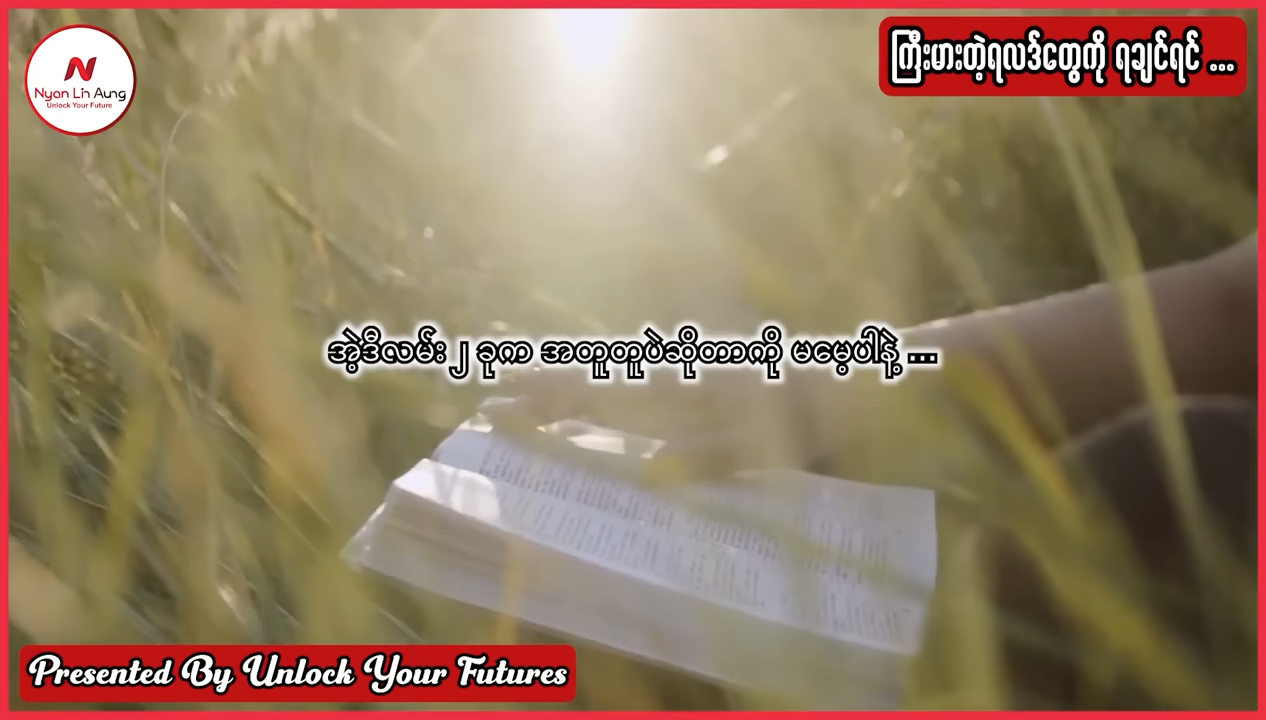 Nyan Lin Aung
Unlock Your Future
ကြီးမားတဲ့ရလဒ်တွေကို ရချင်ရင် ...
အဲ့ဒီလမ်း၂ ခုက အတူတူပဲဆိုတာကို မမေ့ပါနဲ့ ...
Presented By Unlock Your Futures